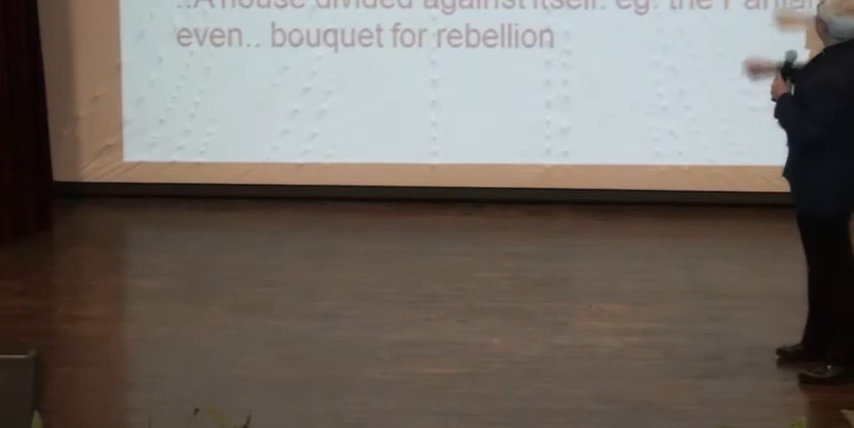 ..A house divided against itself. eg. the
even.. bouquet for rebellion